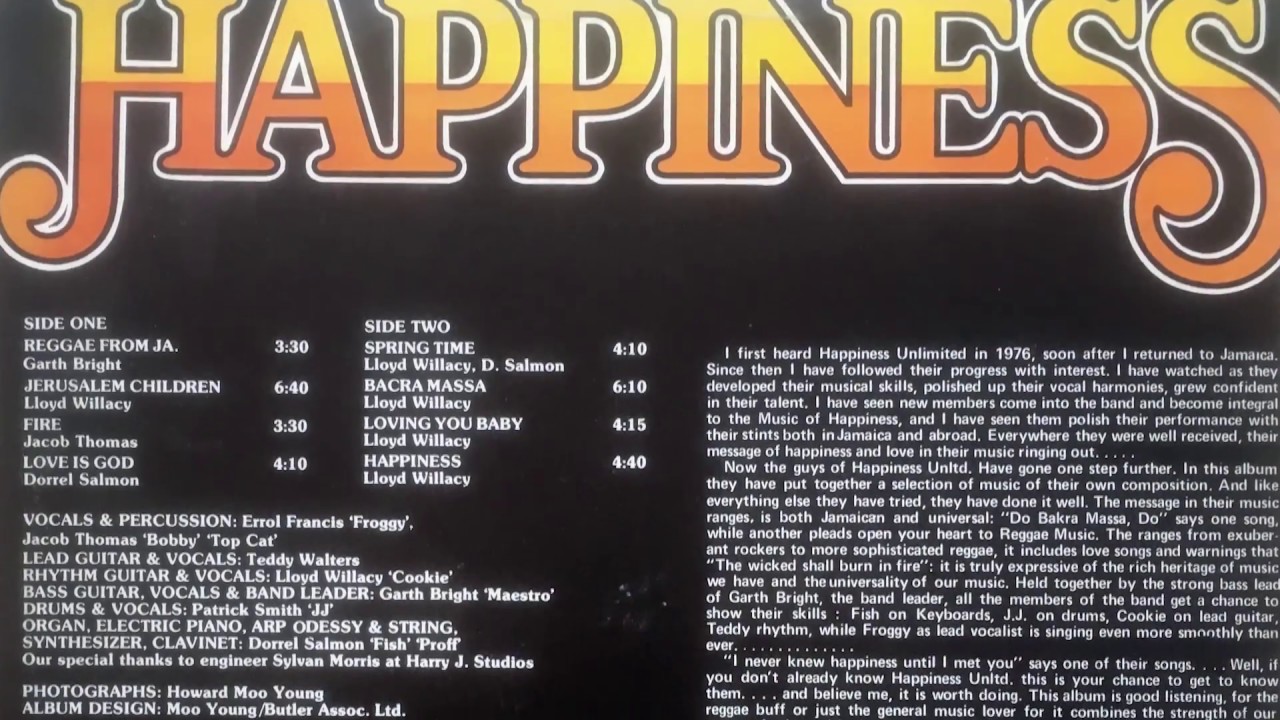 HAPPINESS
SIDE ONE
REGGAE FROM JA. 3:30
Garth Bright
JERUSALEM CHILDREN 6:40
Lloyd Willacy
FIRE 3:30
Jacob Thomas
LOVE IS GOD 4:10
Dorrel Salmon
SIDE TWO
SPRING TIME 4:10
Lloyd Willacy, D. Salmon
BACRA MASSA 6:10
Lloyd Willacy
LOVING YOU BABY 4:15
Lloyd Willacy
HAPPINESS 4:40
Lloyd Willacy
VOCALS & PERCUSSION: Errol Francis ‘Froggy’,
Jacob Thomas ‘Bobby’ ‘Top Cat’
LEAD GUITAR & VOCALS: Teddy Walters
RHYTHM GUITAR & VOCALS: Lloyd Willacy ‘Cookie’
BASS GUITAR, VOCALS & BAND LEADER: Garth Bright ‘Maestro’
DRUMS & VOCALS: Patrick Smith ‘JJ’
ORGAN, ELECTRIC PIANO, ARP ODESSY & STRING,
SYNTHESIZER, CLAVINET: Dorrel Salmon ‘Fish’ ‘Proff’
Our special thanks to engineer Sylvan Morris at Harry J. Studios
PHOTOGRAPHS: Howard Moo Young
ALBUM DESIGN: Moo Young/Butler Assoc. Ltd.
I first heard Happiness Unlimited in 1976, soon after I returned to Jamaica.
Since then I have followed their progress with interest. I have watched as they
developed their musical skills, polished up their vocal harmonies, grew confident
in their talent. I have seen new members come into the band and become integral
to the Music of Happiness, and I have seen them polish their performance with
their stints both in Jamaica and abroad. Everywhere they were well received, their
message of happiness and love in their music ringing out. . . . .
Now the guys of Happiness Unltd. Have gone one step further. In this album
they have put together a selection of music of their own composition. And like
everything else they have tried, they have done it well. The message in their music
ranges, is both Jamaican and universal: “Do Bakra Massa, Do” says one song,
while another pleads open your heart to Reggae Music. The ranges from exuber-
ant rockers to more sophisticated reggae, it includes love songs and warnings that
“The wicked shall burn in fire”: it is truly expressive of the rich heritage of music
we have and the universality of our music. Held together by the strong bass lead
of Garth Bright, the band leader, all the members of the band get a chance to
show their skills : Fish on Keyboards, J.J. on drums, Cookie on lead guitar,
Teddy rhythm, while Froggy as lead vocalist is singing even more smoothly than
ever. . . . . . . . . . . . . .
“I never knew happiness until I met you” says one of their songs. . . . Well, if
you don’t already know Happiness Unltd. this is your chance to get to know
them. . . . and believe me, it is worth doing. This album is good listening, for the
reggae buff or just the general music lover for it combines the strength of our